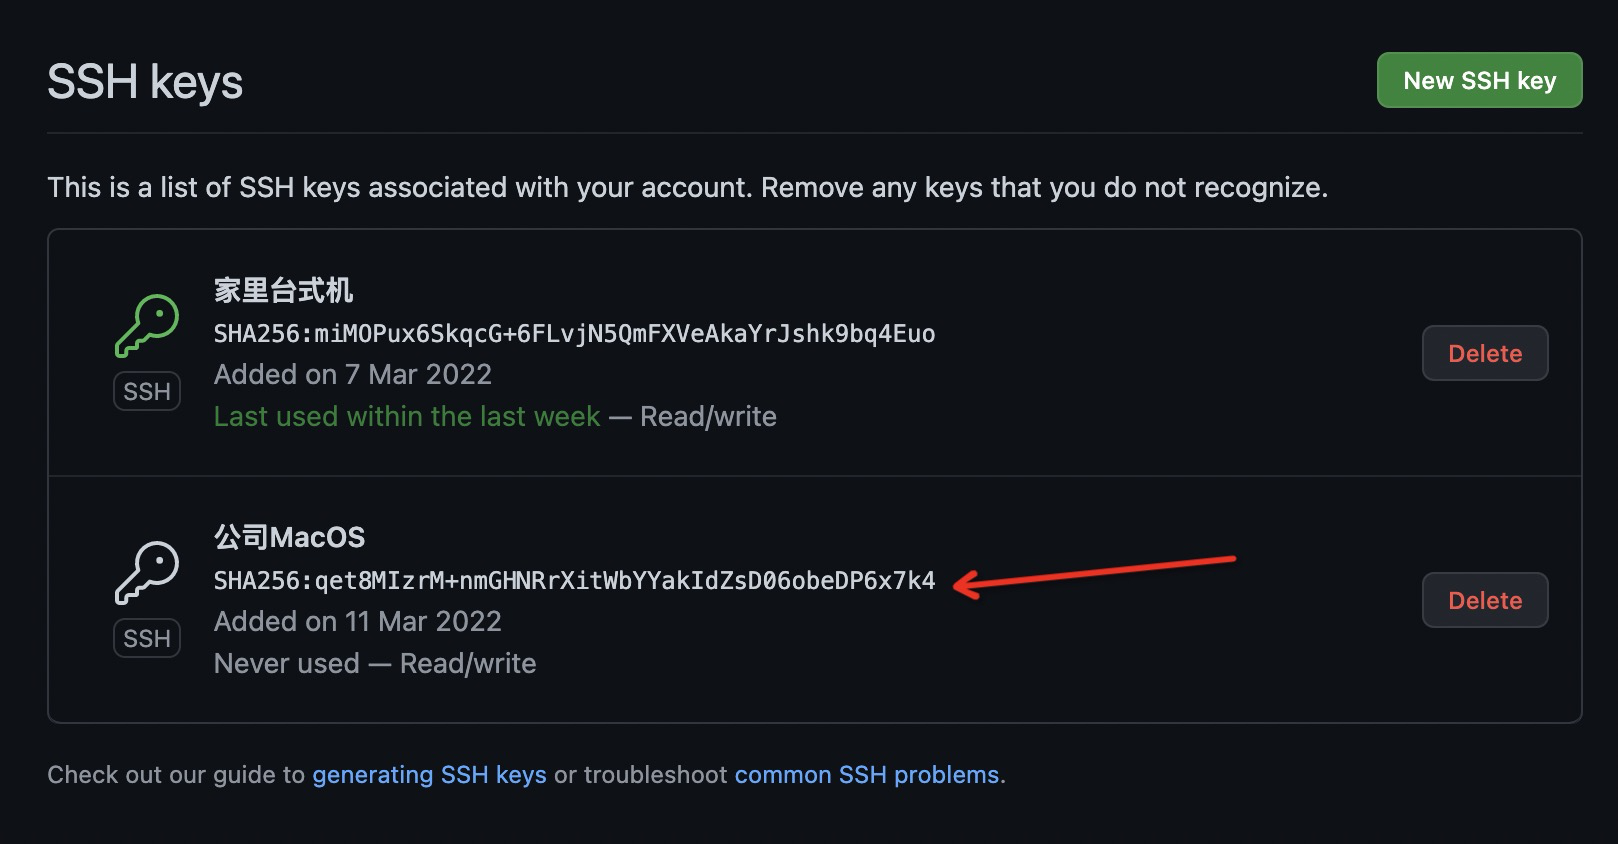 SSH keys
New SSH key
This is a list of SSH keys associated with your account. Remove any keys that you do not recognize.
家里台式机
SHA256:miMOPux6SkqcG+6FLvjN5QmFXVeAkaYrJshk9bq4Euo
Added on 7 Mar 2022
Last used within the last week — Read/write
SSH
Delete
公司MacOS
SHA256:qet8MIzrM+nmGHNRrXitWbYYakIdZsD06obeDP6x7k4
Added on 11 Mar 2022
Never used — Read/write
SSH
Delete
Check out our guide to generating SSH keys or troubleshoot common SSH problems.